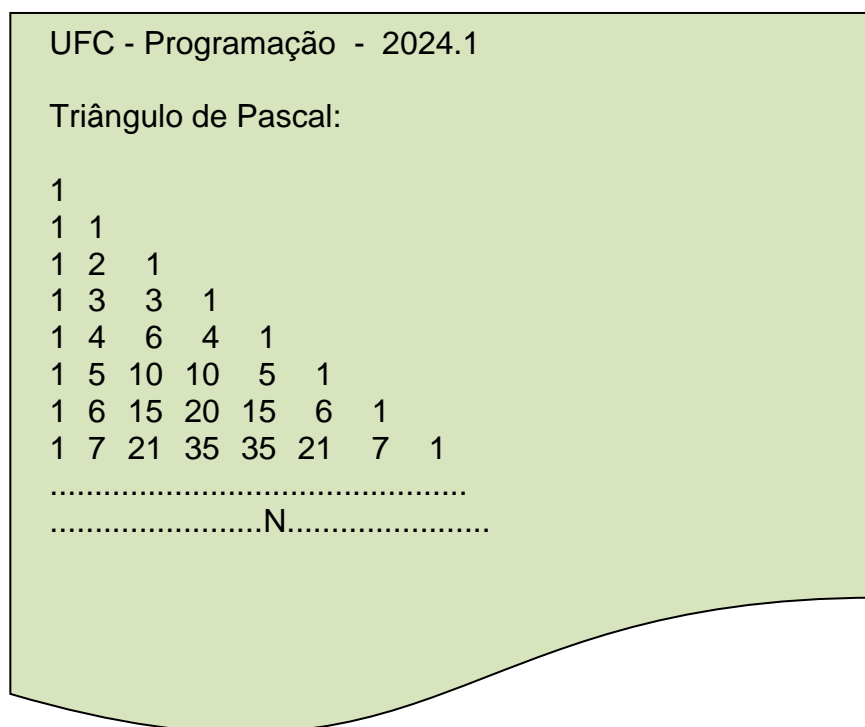 UFC - Programação - 2024.1
Triângulo de Pascal:
1
1 1
1 2 1
1 3 3 1
1 4 6 4 1
1 5 10 10 5 1
1 6 15 20 15 6 1
1 7 21 35 35 21 7 1
...............................................
........................N.......................